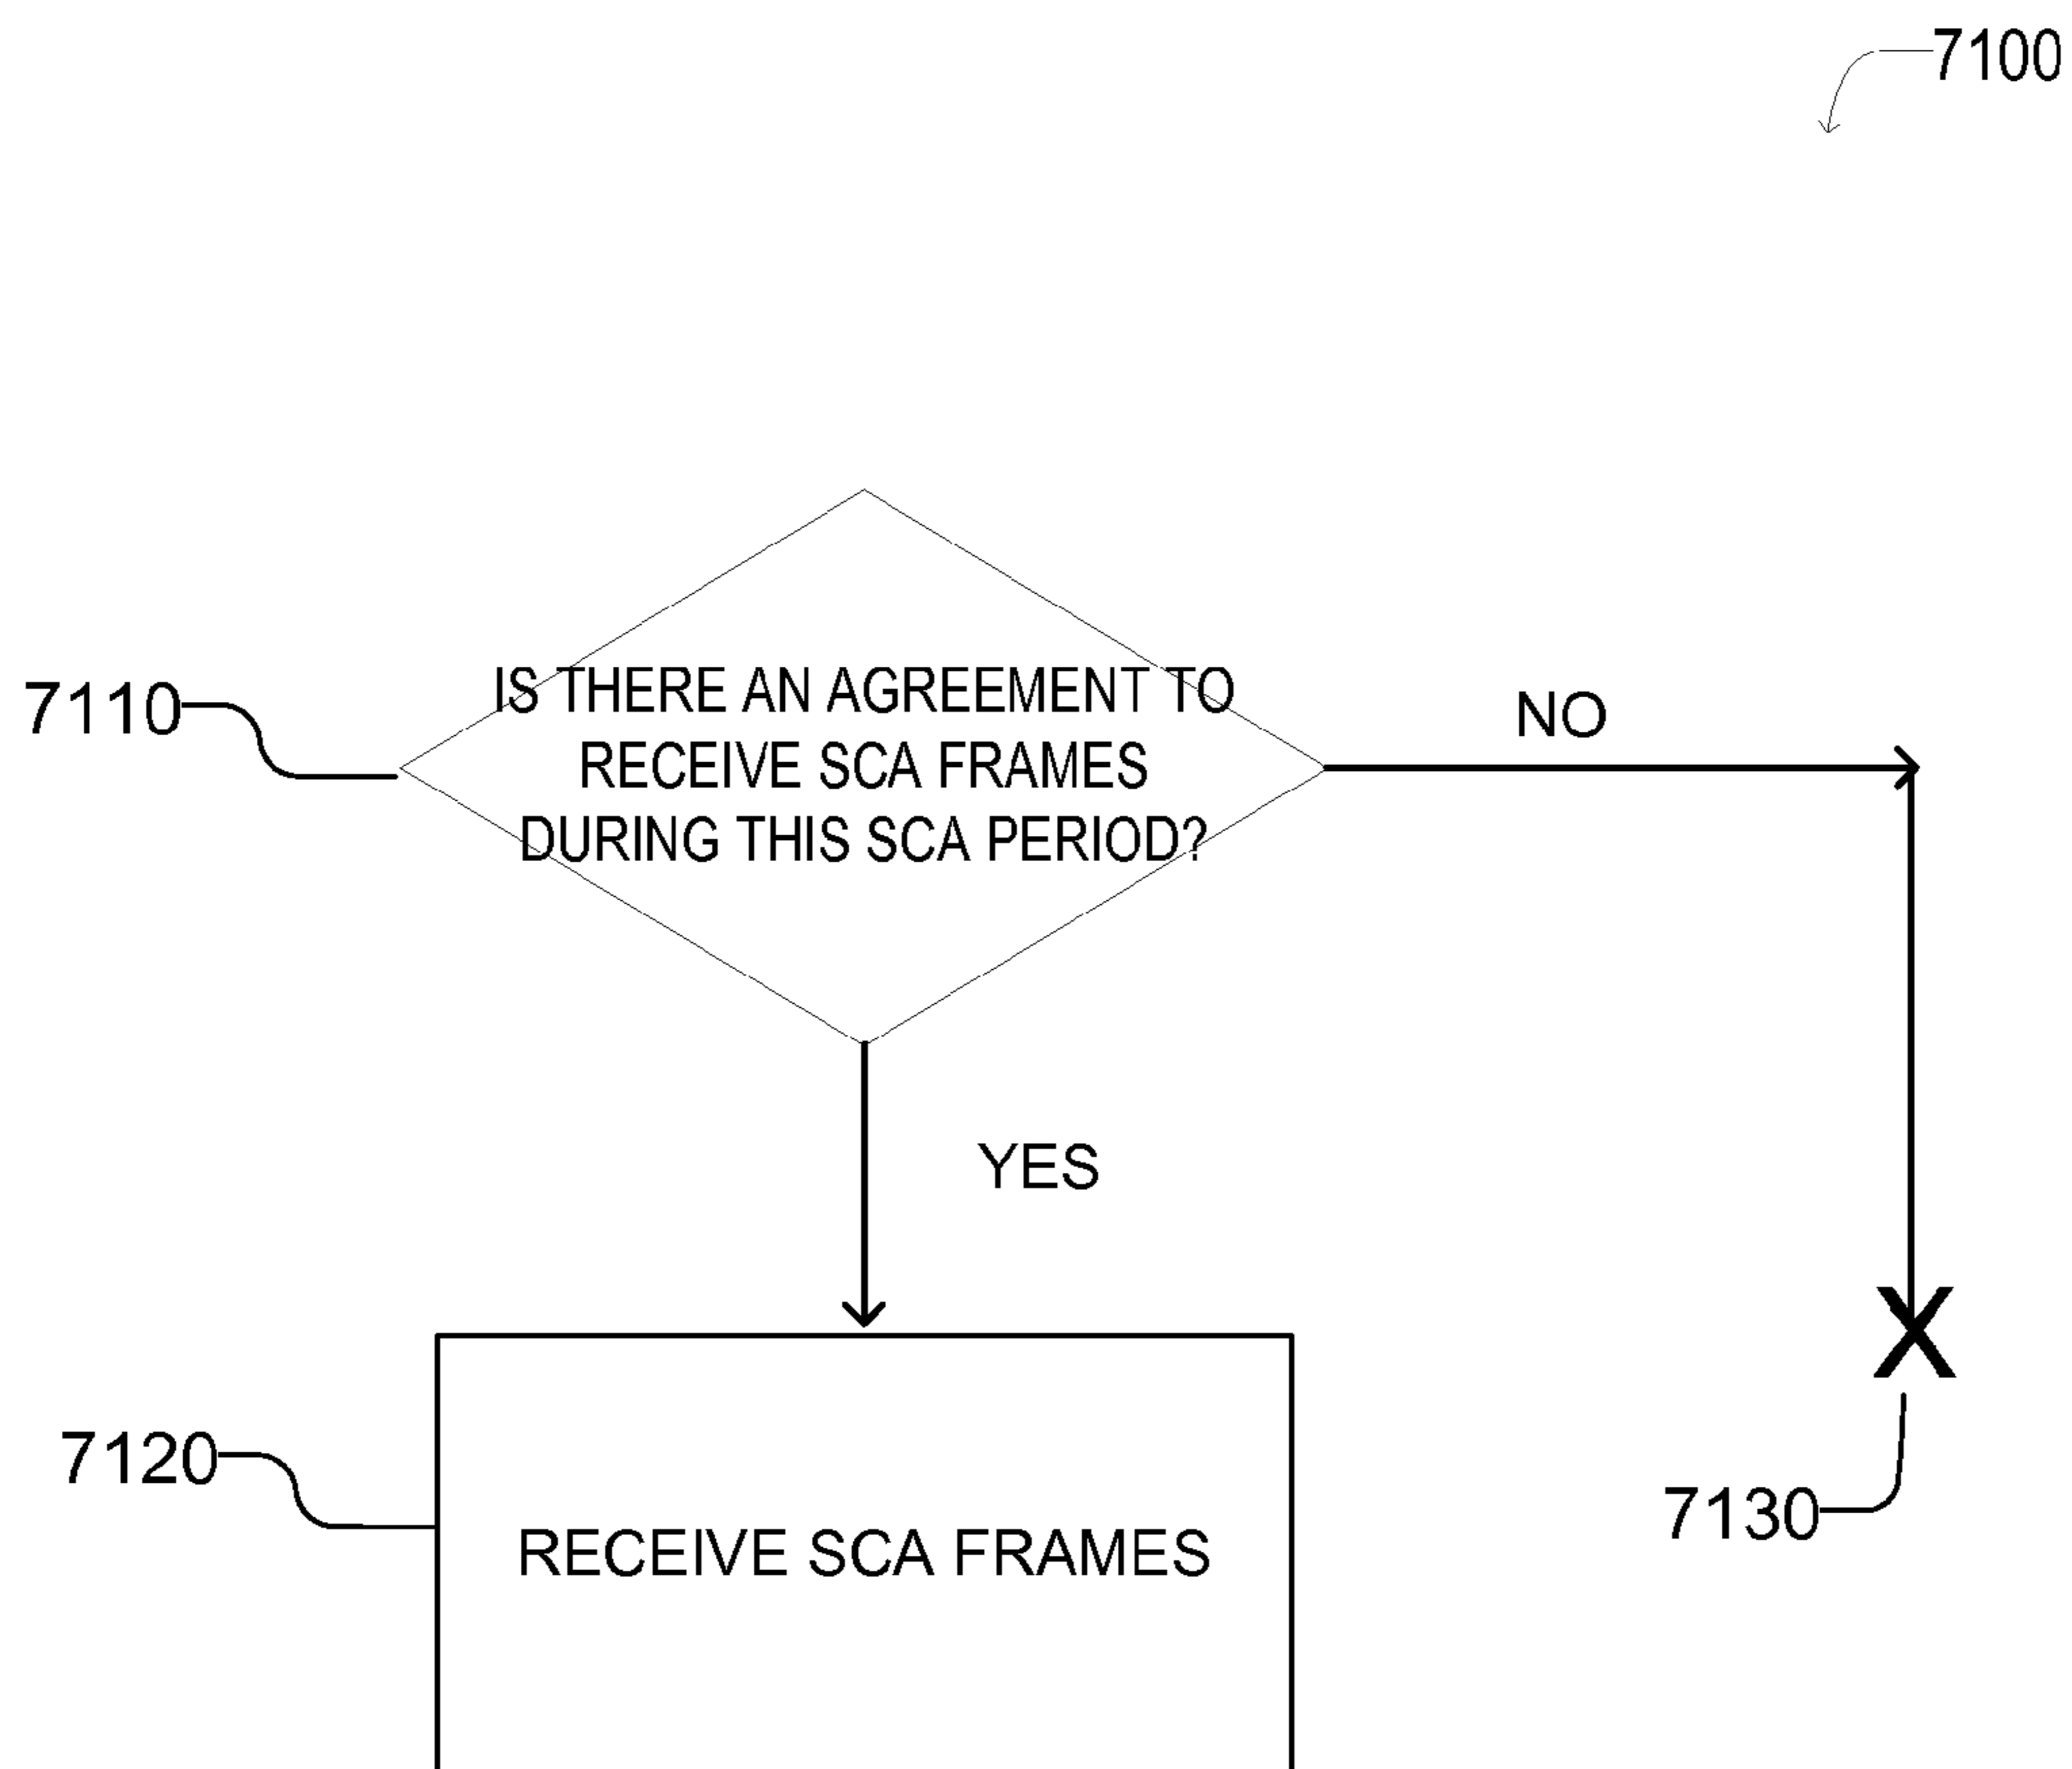 7100
IS THERE AN AGREEMENT TO
RECEIVE SCA FRAMES
DURING THIS SCA PERIOD?
7110
NO
YES
X
7120
7130
RECEIVE SCA FRAMES